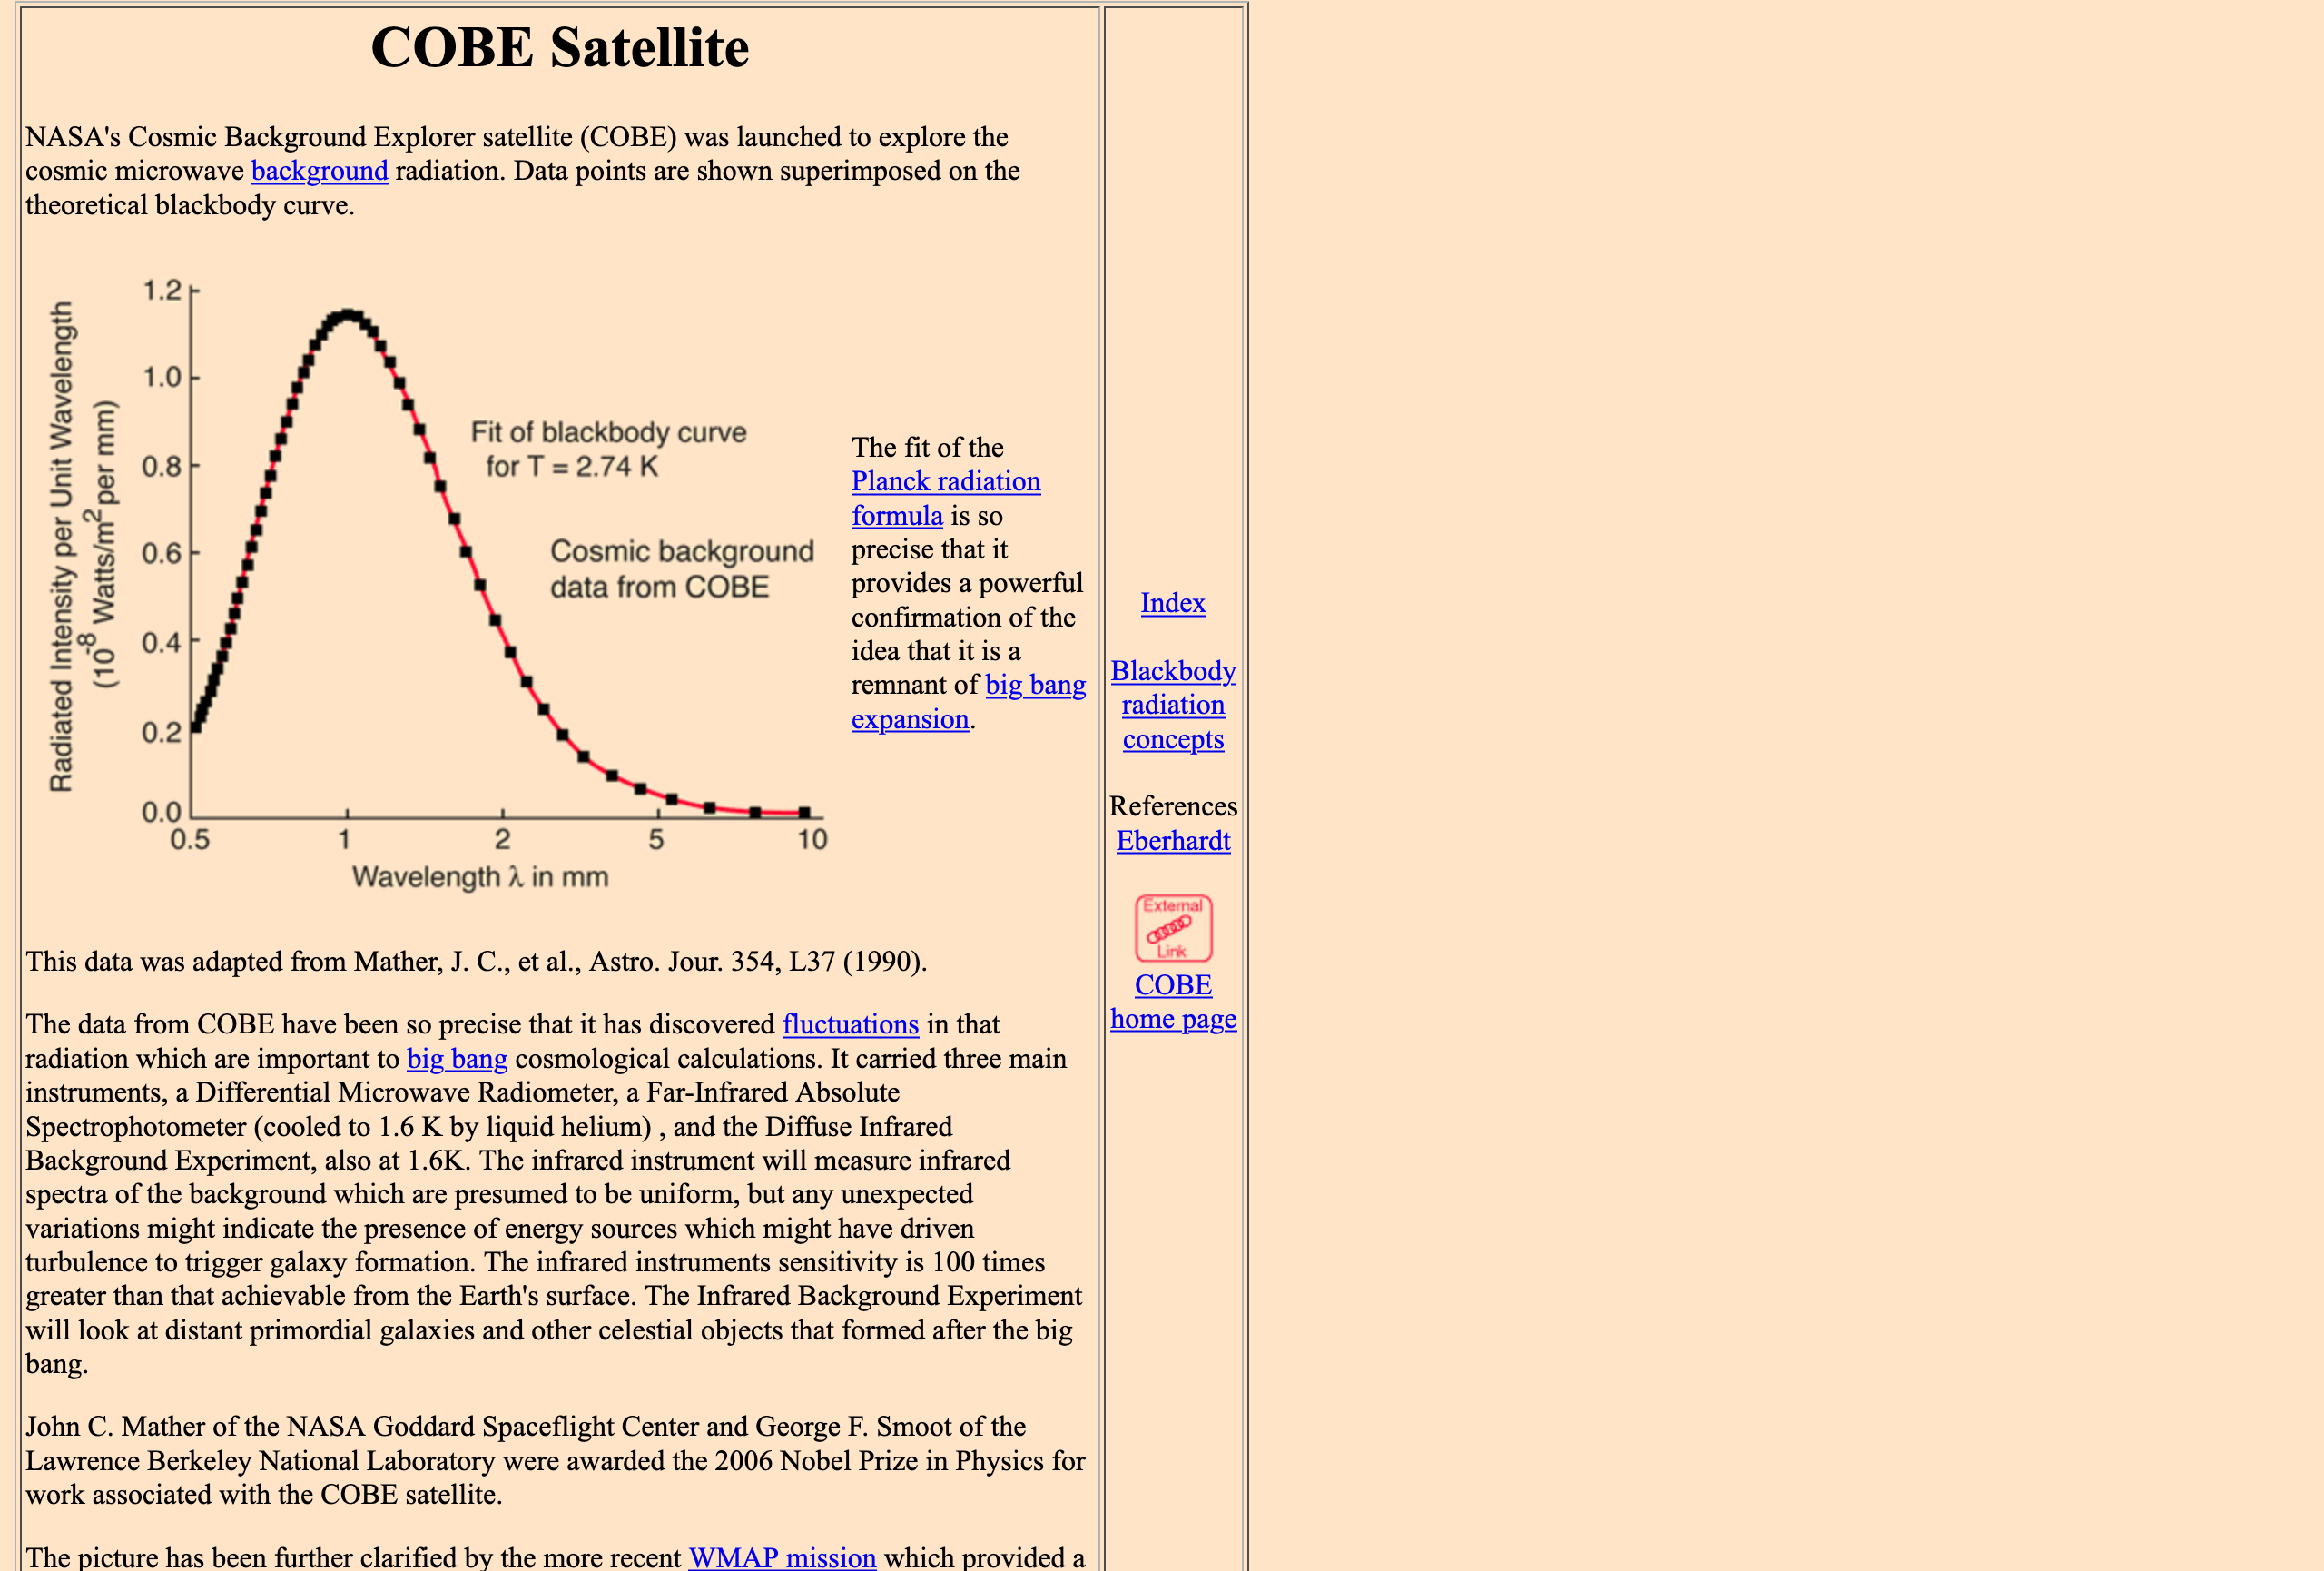 COBE Satellite
NASA's Cosmic Background Explorer satellite (COBE) was launched to explore the
cosmic microwave background radiation. Data points are shown superimposed on the
theoretical blackbody curve.
Radiated Intensity per Unit Wavelength
(10⁻⁸ Watts/m² per mm)
1.2
1.0
0.8
0.6
0.4
0.2
0.0
Fit of blackbody curve
for T = 2.74 K
Cosmic background
data from COBE
0.5 1 2 5 10
Wavelength λ in mm
The fit of the
Planck radiation
formula is so
precise that it
provides a powerful
confirmation of the
idea that it is a
remnant of big bang
expansion.
This data was adapted from Mather, J. C., et al., Astro. Jour. 354, L37 (1990).
The data from COBE have been so precise that it has discovered fluctuations in that
radiation which are important to big bang cosmological calculations. It carried three main
instruments, a Differential Microwave Radiometer, a Far-Infrared Absolute
Spectrophotometer (cooled to 1.6 K by liquid helium) , and the Diffuse Infrared
Background Experiment, also at 1.6K. The infrared instrument will measure infrared
spectra of the background which are presumed to be uniform, but any unexpected
variations might indicate the presence of energy sources which might have driven
turbulence to trigger galaxy formation. The infrared instruments sensitivity is 100 times
greater than that achievable from the Earth's surface. The Infrared Background Experiment
will look at distant primordial galaxies and other celestial objects that formed after the big
bang.
John C. Mather of the NASA Goddard Spaceflight Center and George F. Smoot of the
Lawrence Berkeley National Laboratory were awarded the 2006 Nobel Prize in Physics for
work associated with the COBE satellite.
The picture has been further clarified by the more recent WMAP mission which provided a
Index
Blackbody
radiation
concepts
References
Eberhardt
External
Link
COBE
home page